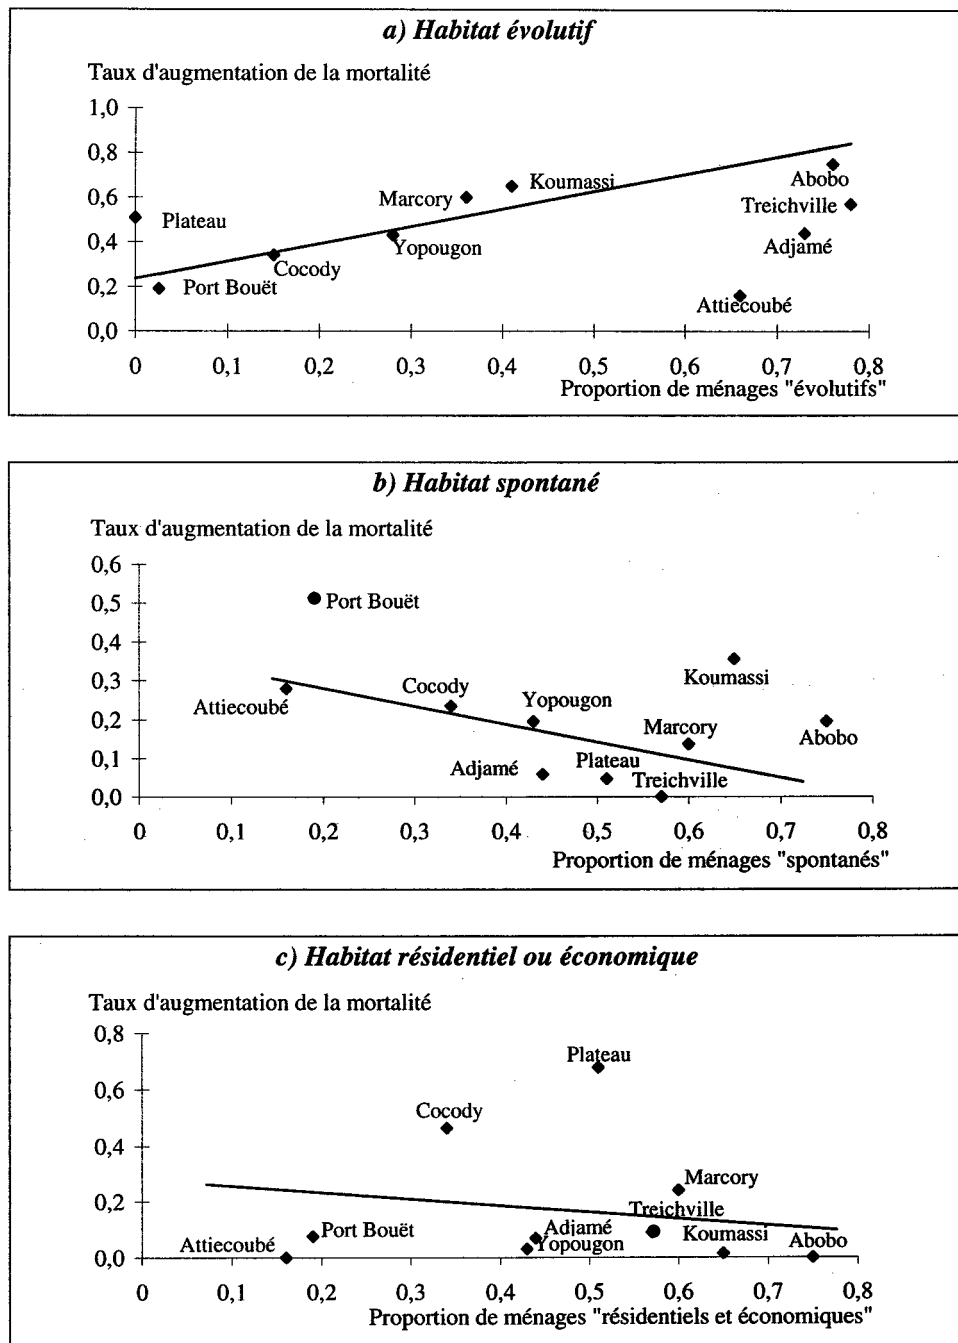 a) Habitat évolutif
Taux d'augmentation de la mortalité
1,0
0,8
0,6
0,4
0,2
0,0
Plateau
Port Bouët
Cocody
Yopougon
Marcory
Koumassi
Abobo
Treichville
Adjamé
Attiecoubé
0 0,1 0,2 0,3 0,4 0,5 0,6 0,7 0,8
Proportion de ménages "évolutifs"
b) Habitat spontané
Taux d'augmentation de la mortalité
0,6
0,5
0,4
0,3
0,2
0,1
0,0
Port Bouët
Attiecoubé
Cocody
Yopougon
Koumassi
Marcory
Abobo
Adjamé
Plateau
Treichville
0 0,1 0,2 0,3 0,4 0,5 0,6 0,7 0,8
Proportion de ménages "spontanés"
c) Habitat résidentiel ou économique
Taux d'augmentation de la mortalité
0,8
0,6
0,4
0,2
0,0
Plateau
Cocody
Marcory
Treichville
Attiecoubé
Port Bouët
Adjamé
Yopougon
Koumassi
Abobo
0 0,1 0,2 0,3 0,4 0,5 0,6 0,7 0,8
Proportion de ménages "résidentiels et économiques"